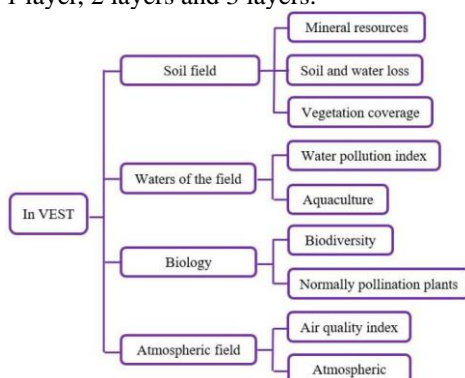 1 layer, 2 layers and 3 layers.
Mineral resources
Soil field
Soil and water loss
Vegetation coverage
Water pollution index
Waters of the field
Aquaculture
In VEST
Biodiversity
Biology
Normally pollination plants
Air quality index
Atmospheric field
Atmospheric